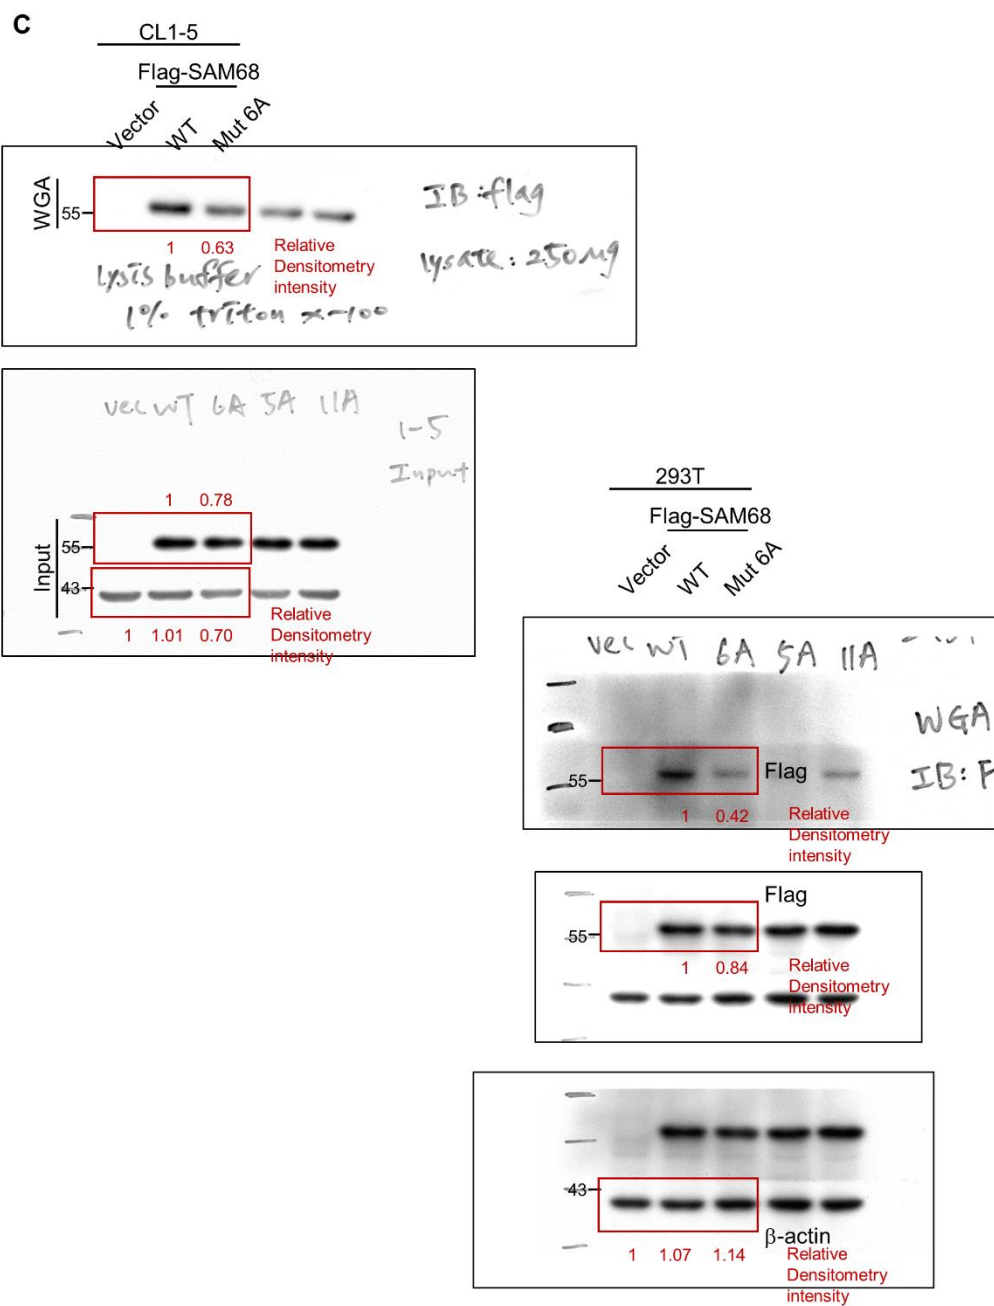 C
CL1-5
Flag-SAM68
Vector WT Mut 6A
WGA
55
IB:flag
1 0.63
Relative
Densitometry
intensity
lysate: 250μg
lysis buffer
1% triton x-100
vec WT 6A 5A 11A
1-5
Input
1 0.78
Input
55
43
1 1.01 0.70
Relative
Densitometry
intensity
293T
Flag-SAM68
Vector WT Mut 6A
vec WT 6A 5A 11A
WGA
IB: F
55
Flag
1 0.42
Relative
Densitometry
intensity
Flag
55
1 0.84
Relative
Densitometry
intensity
43
β-actin
1 1.07 1.14
Relative
Densitometry
intensity